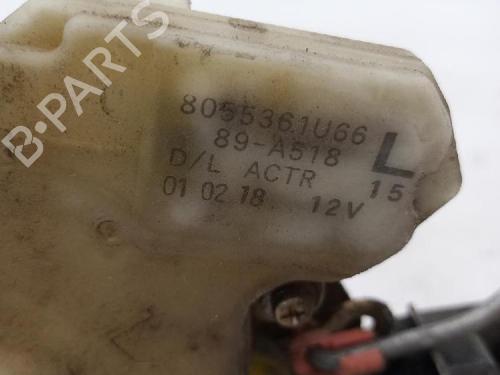 8055361U66
89-A518 L
D/L ACTR 15
01 02 18 12V
B-PARTS